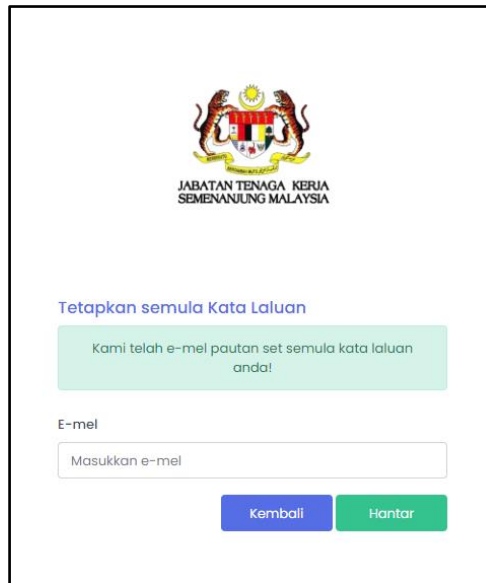 JABATAN TENAGA KERJA
SEMENANJUNG MALAYSIA
Tetapkan semula Kata Laluan
Kami telah e-mel pautan set semula kata laluan
anda!
E-mel
Masukkan e-mel
Kembali
Hantar